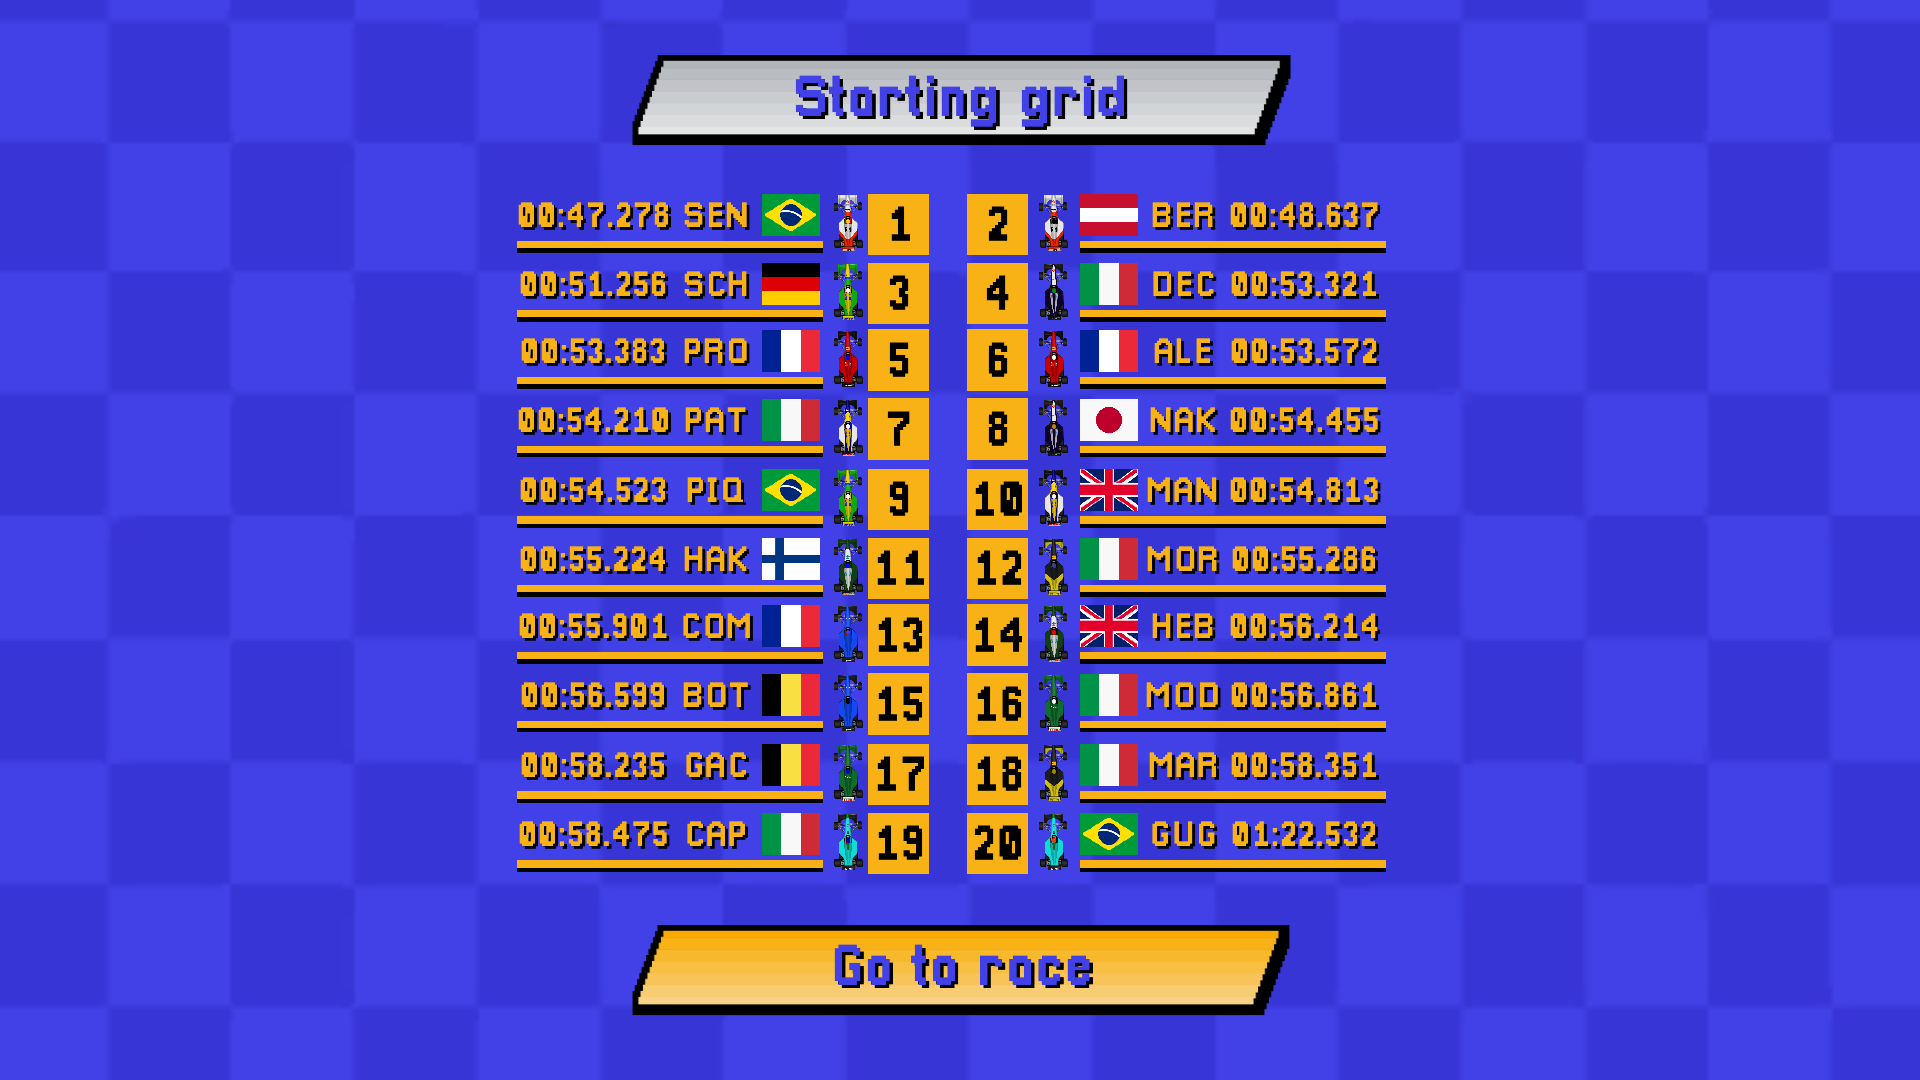 Starting grid
00:47.278 SEN 1 2 BER 00:48.637
00:51.256 SCH 3 4 DEC 00:53.321
00:53.383 PRO 5 6 ALE 00:53.572
00:54.210 PAT 7 8 NAK 00:54.455
00:54.523 PIQ 9 10 MAN 00:54.813
00:55.224 HAK 11 12 MOR 00:55.286
00:55.901 COM 13 14 HEB 00:56.214
00:56.599 BOT 15 16 MOD 00:56.861
00:58.235 GAC 17 18 MAR 00:58.351
00:58.475 CAP 19 20 GUG 01:22.532
Go to race